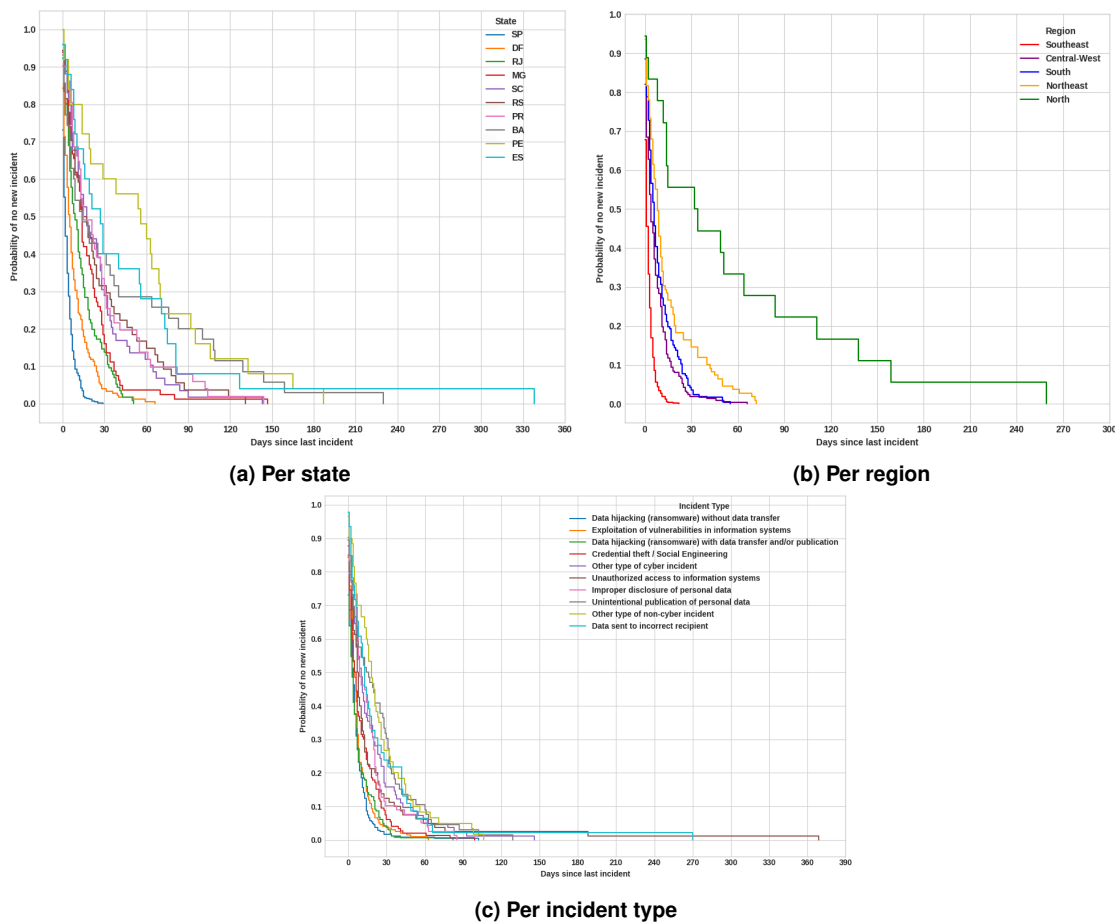 State
SP
DF
RJ
MG
SC
RS
PR
BA
PE
ES
1.0
0.9
0.8
0.7
0.6
0.5
0.4
0.3
0.2
0.1
0.0
Probability of no new incident
0 30 60 90 120 150 180 210 240 270 300 330 360
Days since last incident
(a) Per state
Region
Southeast
Central-West
South
Northeast
North
1.0
0.9
0.8
0.7
0.6
0.5
0.4
0.3
0.2
0.1
0.0
Probability of no new incident
0 30 60 90 120 150 180 210 240 270 300
Days since last incident
(b) Per region
Incident Type
Data hijacking (ransomware) without data transfer
Exploitation of vulnerabilities in information systems
Data hijacking (ransomware) with data transfer and/or publication
Credential theft / Social Engineering
Other type of cyber incident
Unauthorized access to information systems
Improper disclosure of personal data
Unintentional publication of personal data
Other type of non-cyber incident
Data sent to incorrect recipient
1.0
0.9
0.8
0.7
0.6
0.5
0.4
0.3
0.2
0.1
0.0
Probability of no new incident
0 30 60 90 120 150 180 210 240 270 300 330 360 390
Days since last incident
(c) Per incident type